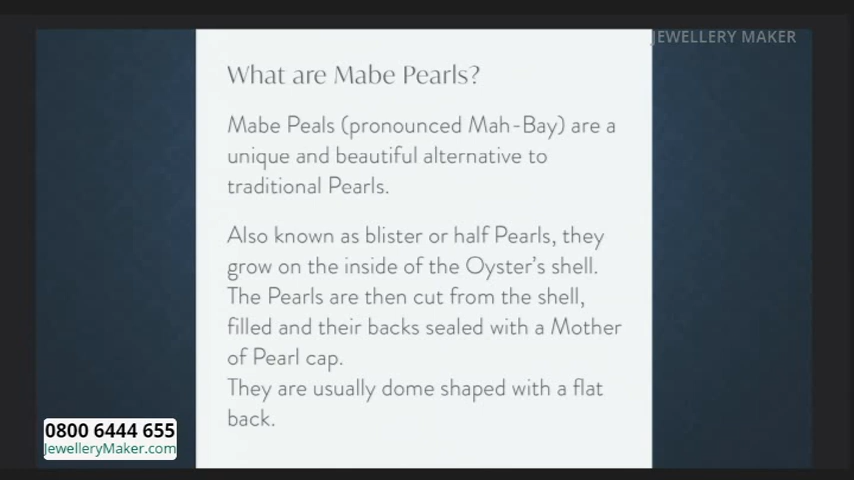 JEWELLERY MAKER
What are Mabe Pearls?
Mabe Peals (pronounced Mah-Bay) are a
unique and beautiful alternative to
traditional Pearls.
Also known as blister or half Pearls, they
grow on the inside of the Oyster's shell.
The Pearls are then cut from the shell,
filled and their backs sealed with a Mother
of Pearl cap.
They are usually dome shaped with a flat
back.
0800 6444 655
JewelleryMaker.com